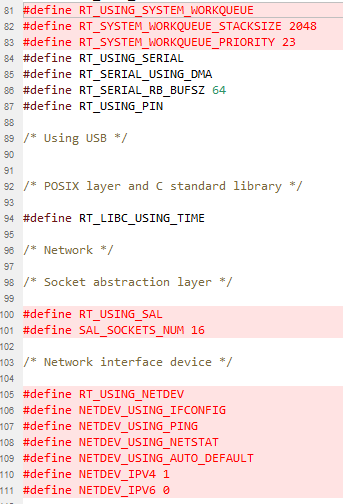 81 #define RT_USING_SYSTEM_WORKQUEUE
82 #define RT_SYSTEM_WORKQUEUE_STACKSIZE 2048
83 #define RT_SYSTEM_WORKQUEUE_PRIORITY 23
84 #define RT_USING_SERIAL
85 #define RT_SERIAL_USING_DMA
86 #define RT_SERIAL_RB_BUFSZ 64
87 #define RT_USING_PIN
88
89 /* Using USB */
90
91
92 /* POSIX layer and C standard library */
93
94 #define RT_LIBC_USING_TIME
95
96 /* Network */
97
98 /* Socket abstraction layer */
99
100 #define RT_USING_SAL
101 #define SAL_SOCKETS_NUM 16
102
103 /* Network interface device */
104
105 #define RT_USING_NETDEV
106 #define NETDEV_USING_IFCONFIG
107 #define NETDEV_USING_PING
108 #define NETDEV_USING_NETSTAT
109 #define NETDEV_USING_AUTO_DEFAULT
110 #define NETDEV_IPV4 1
111 #define NETDEV_IPV6 0